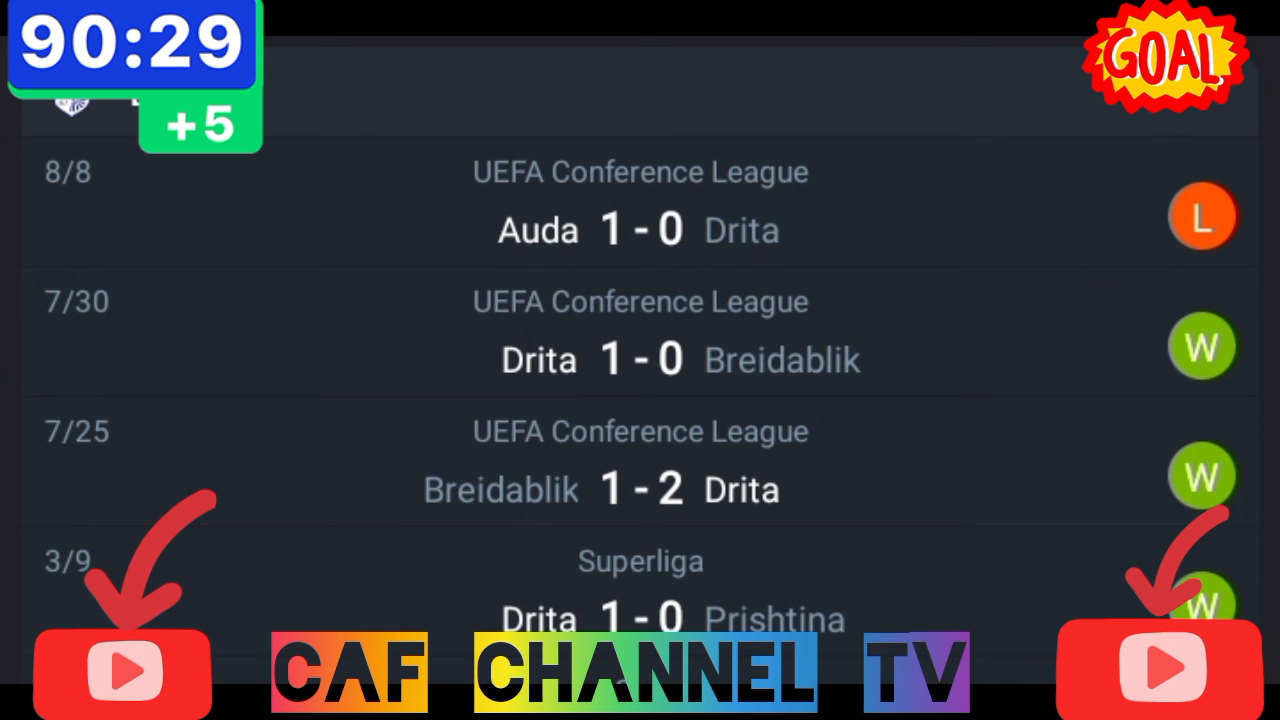 90:29
+5
GOAL
8/8
UEFA Conference League
L
Auda 1 - 0 Drita
7/30
UEFA Conference League
W
Drita 1 - 0 Breidablik
7/25
UEFA Conference League
W
Breidablik 1 - 2 Drita
3/9
Superliga
W
Drita 1 - 0 Prishtina
CAF CHANNEL TV